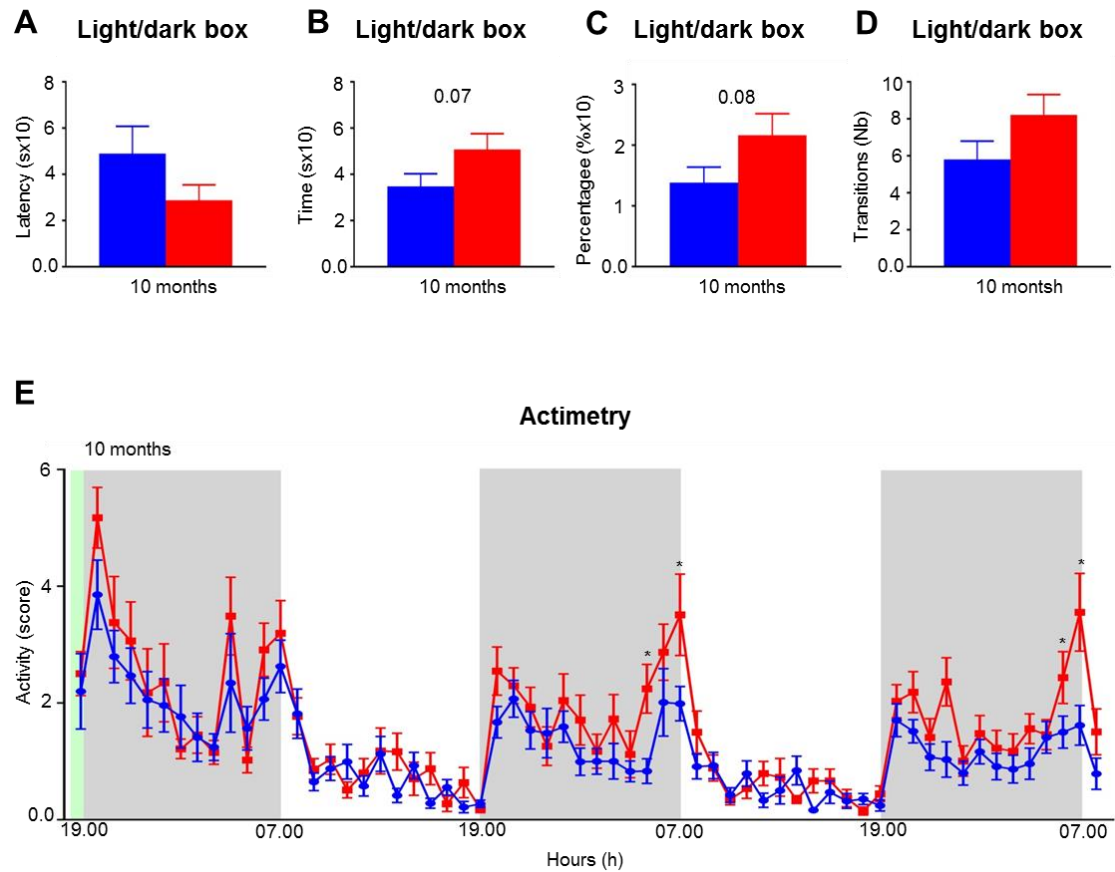 A Light/dark box
B Light/dark box
C Light/dark box
D Light/dark box
Latency (sx10)
8
6
4
2
0.0
10 months
Time (sx10)
8
6
4
2
0.0
0.07
10 months
Percentagee (%x10)
3
2
1
0.0
0.08
10 months
Transitions (Nb)
10
8
6
4
2
0.0
10 montsh
E
Actimetry
10 months
Activity (score)
6
4
2
0.0
*
*
*
*
19.00 07.00 19.00 07.00 19.00 07.00
Hours (h)